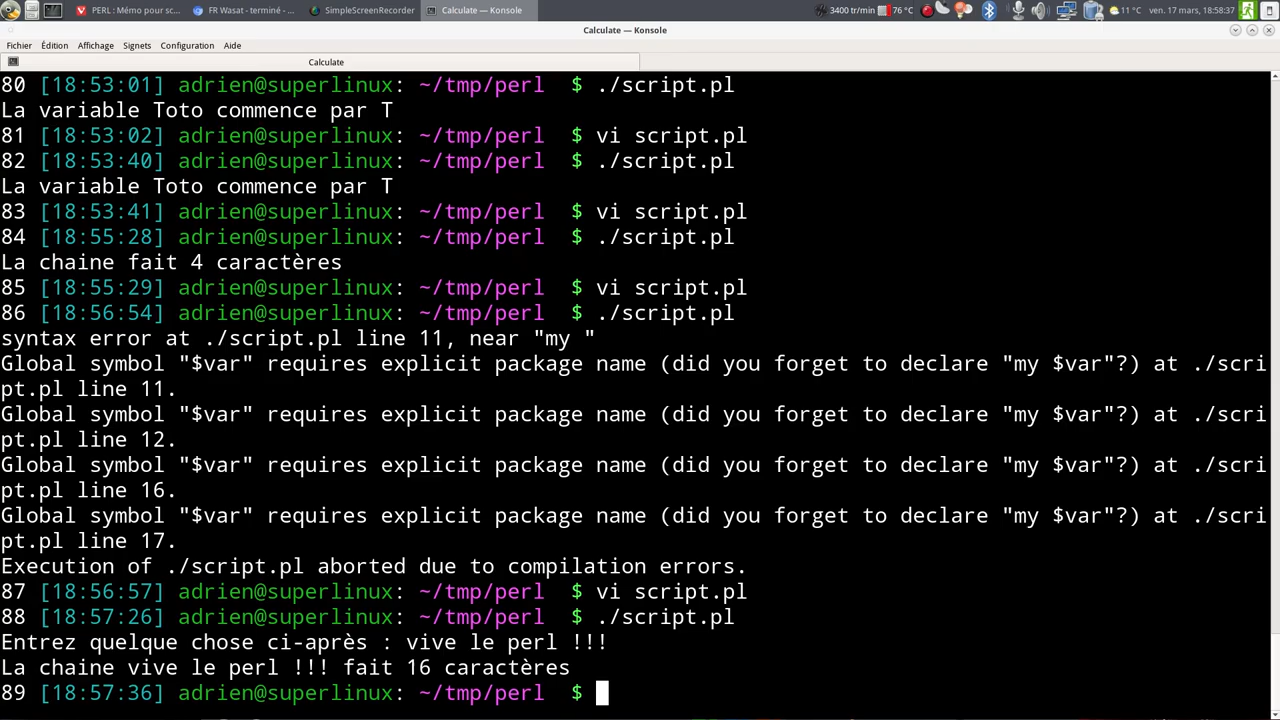 PERL : Mémo pour sc...
FR Wasat - terminé - ...
SimpleScreenRecorder
Calculate — Konsole
3400 tr/min
76 °C
11 °C
ven. 17 mars, 18:58:37
Calculate — Konsole
Fichier Édition Affichage Signets Configuration Aide
Calculate
80 [18:53:01] adrien@superlinux: ~/tmp/perl $ ./script.pl
La variable Toto commence par T
81 [18:53:02] adrien@superlinux: ~/tmp/perl $ vi script.pl
82 [18:53:40] adrien@superlinux: ~/tmp/perl $ ./script.pl
La variable Toto commence par T
83 [18:53:41] adrien@superlinux: ~/tmp/perl $ vi script.pl
84 [18:55:28] adrien@superlinux: ~/tmp/perl $ ./script.pl
La chaine fait 4 caractères
85 [18:55:29] adrien@superlinux: ~/tmp/perl $ vi script.pl
86 [18:56:54] adrien@superlinux: ~/tmp/perl $ ./script.pl
syntax error at ./script.pl line 11, near "my "
Global symbol "$var" requires explicit package name (did you forget to declare "my $var"?) at ./scri
pt.pl line 11.
Global symbol "$var" requires explicit package name (did you forget to declare "my $var"?) at ./scri
pt.pl line 12.
Global symbol "$var" requires explicit package name (did you forget to declare "my $var"?) at ./scri
pt.pl line 16.
Global symbol "$var" requires explicit package name (did you forget to declare "my $var"?) at ./scri
pt.pl line 17.
Execution of ./script.pl aborted due to compilation errors.
87 [18:56:57] adrien@superlinux: ~/tmp/perl $ vi script.pl
88 [18:57:26] adrien@superlinux: ~/tmp/perl $ ./script.pl
Entrez quelque chose ci-après : vive le perl !!!
La chaine vive le perl !!! fait 16 caractères
89 [18:57:36] adrien@superlinux: ~/tmp/perl $